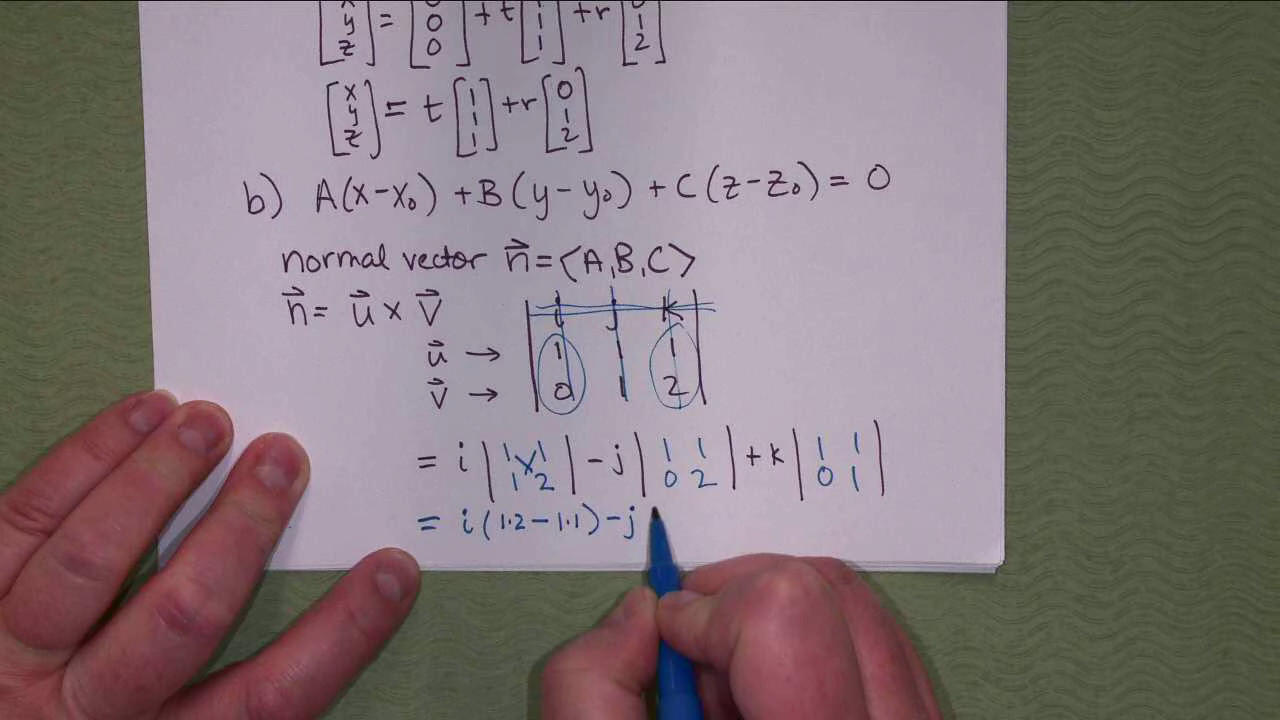 [x y z] = [0 0 0] + t [1 1 1] + r [0 1 2]
[x y z] = t [1 1 1] + r [0 1 2]
b) A(x-x₀) + B(y-y₀) + C(z-z₀) = 0
normal vector n⃗ = ⟨A, B, C⟩
n⃗ = u⃗ × v⃗ | i j k |
u⃗ → | 1 1 1 |
v⃗ → | 0 1 2 |
= i | 1 1 1 2 | - j | 1 1 0 2 | + k | 1 1 0 1 |
= i (1·2 - 1·1) - j